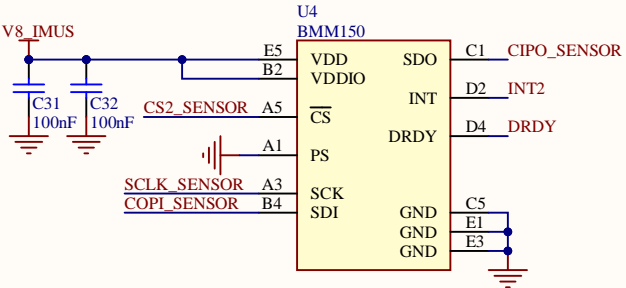 U4
BMM150
V8_IMUS
E5 VDD SDO C1 CIPO_SENSOR
B2 VDDIO
C31 100nF
C32 100nF
INT D2 INT2
CS2_SENSOR A5 CS
DRDY D4 DRDY
A1 PS
SCLK_SENSOR A3 SCK
COPI_SENSOR B4 SDI
GND C5
GND E1
GND E3